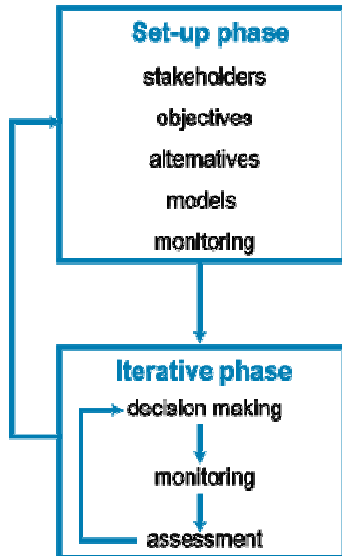 Set-up phase
stakeholders
objectives
alternatives
models
monitoring
Iterative phase
decision making
monitoring
assessment